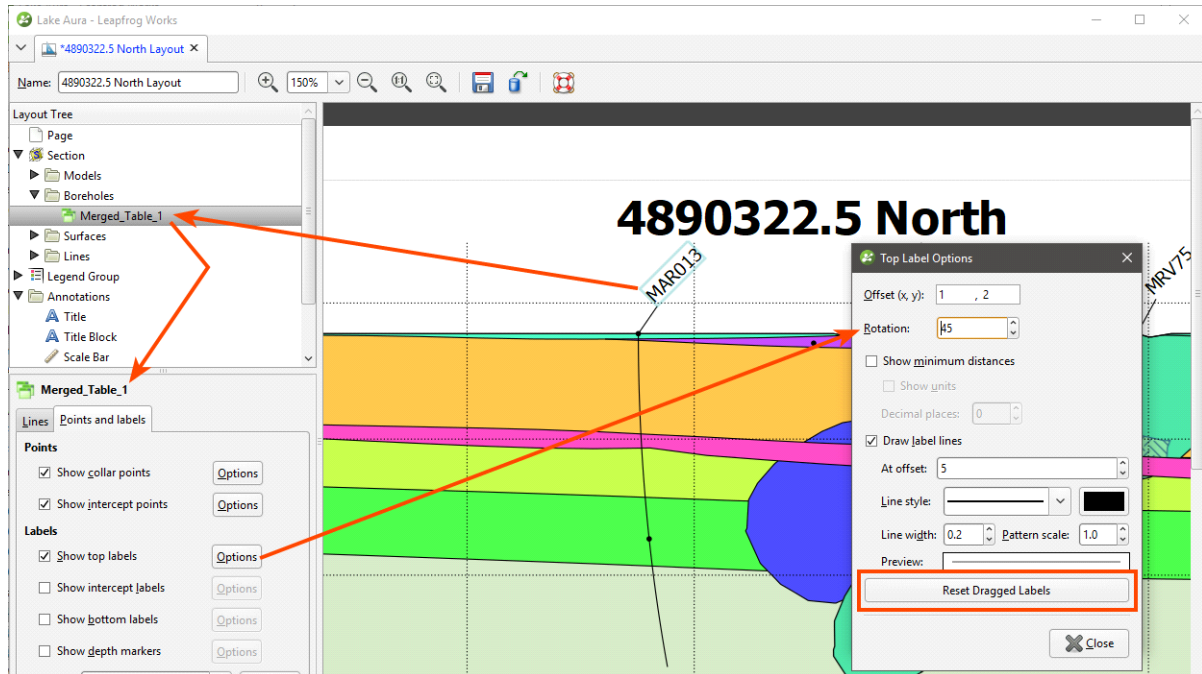 Lake Aura - Leapfrog Works
*4890322.5 North Layout
Name: 4890322.5 North Layout 150%
Layout Tree
Page
Section
Models
Boreholes
Merged_Table_1
Surfaces
Lines
Legend Group
Annotations
Title
Title Block
Scale Bar
Merged_Table_1
Lines Points and labels
Points
Show collar points Options
Show intercept points Options
Labels
Show top labels Options
Show intercept labels Options
Show bottom labels Options
Show depth markers Options
4890322.5 North
MAR013
MRV75
Top Label Options
Offset (x, y): 1 , 2
Rotation: 45
Show minimum distances
Show units
Decimal places: 0
Draw label lines
At offset: 5
Line style:
Line width: 0.2 Pattern scale: 1.0
Preview:
Reset Dragged Labels
Close